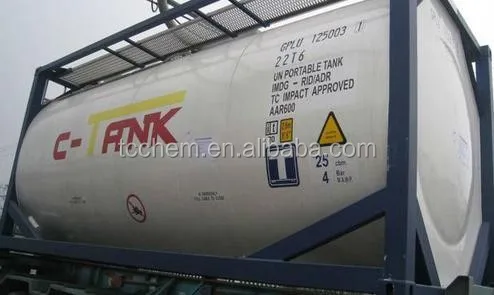 GPLU 125003 1
22T6
UN PORTABLE TANK
IMDG - RID/ADR
TC IMPACT APPROVED
AAR600
C-TANK
tcchem.en.alibaba.com
25 cbm.
4 Bar